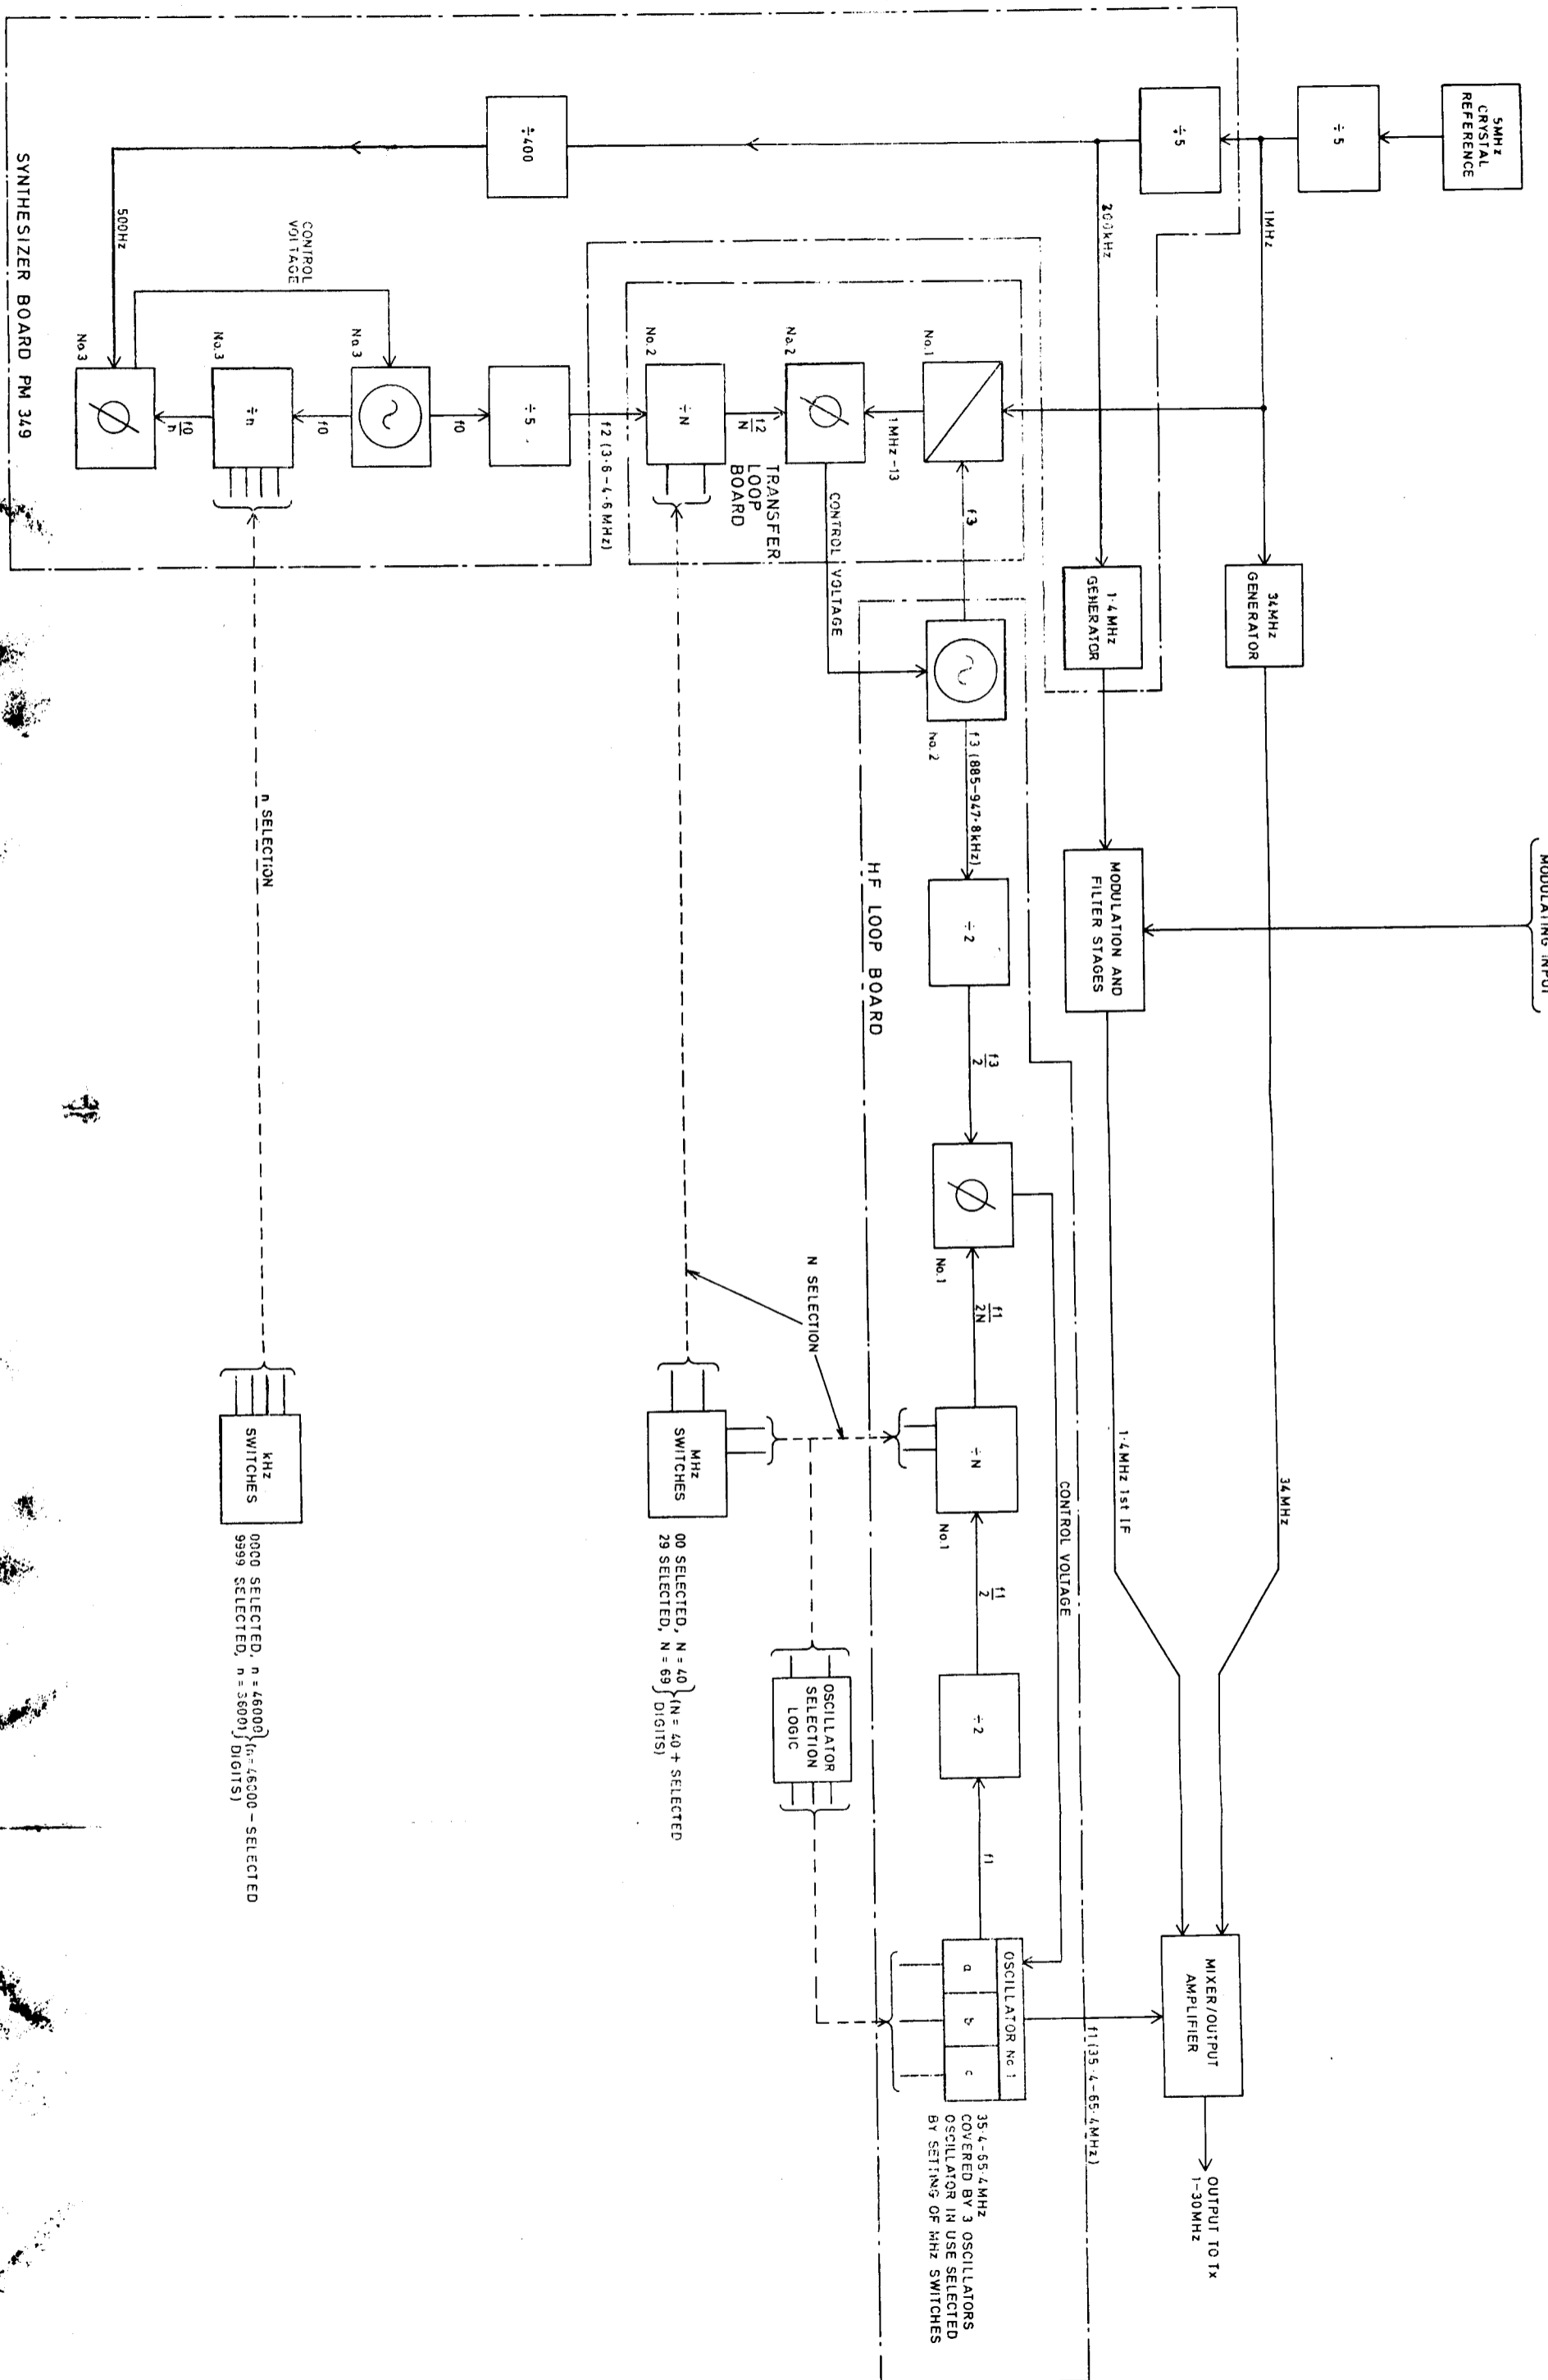 MODULATING INPUT
5MHz
CRYSTAL
REFERENCE
÷5
1MHz
÷5
200kHz
34MHz
GENERATOR
34MHz
1·4MHz
GENERATOR
MODULATION AND
FILTER STAGES
1·4MHz 1st IF
MIXER/OUTPUT
AMPLIFIER
OUTPUT TO Tx
1-30MHz
f1 (35·4-65·4MHz)
÷400
500Hz
CONTROL
VOLTAGE
No.1
1MHz-f3
f3
No.2
f2
N
÷N
No.2
TRANSFER
LOOP
BOARD
CONTROL VOLTAGE
No.2
f3 (885-947·8kHz)
÷2
f3
2
No.1
f1
2N
÷N
No.1
f1
2
÷2
f1
CONTROL VOLTAGE
OSCILLATOR No 1
a
b
c
35·4-65·4MHz
COVERED BY 3 OSCILLATORS
OSCILLATOR IN USE SELECTED
BY SETTING OF MHz SWITCHES
HF LOOP BOARD
N SELECTION
OSCILLATOR
SELECTION
LOGIC
MHz
SWITCHES
00 SELECTED, N = 40
29 SELECTED, N = 69
(N = 40 + SELECTED
DIGITS)
f2 (3·6-4·6MHz)
÷5
f0
No.3
f0
÷n
No.3
f0
n
No.3
n SELECTION
kHz
SWITCHES
0000 SELECTED, n = 46000
9999 SELECTED, n = 36001
(n = 46000 - SELECTED
DIGITS)
SYNTHESIZER BOARD PM 349